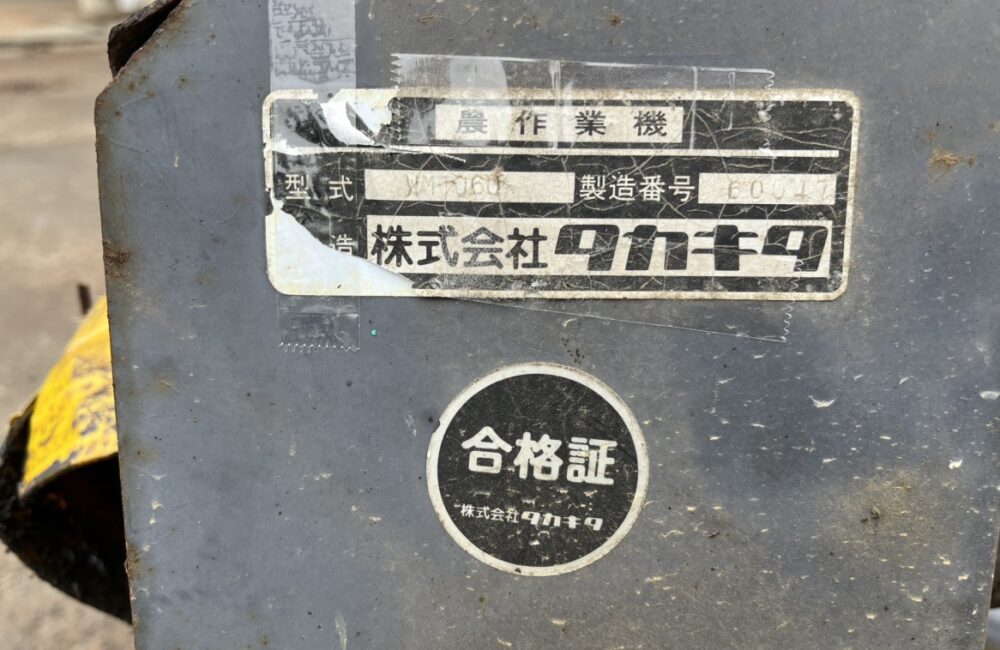 農作業機
型式 製造番号 60047
造 株式会社タカキタ
合格証
株式会社タカキタ